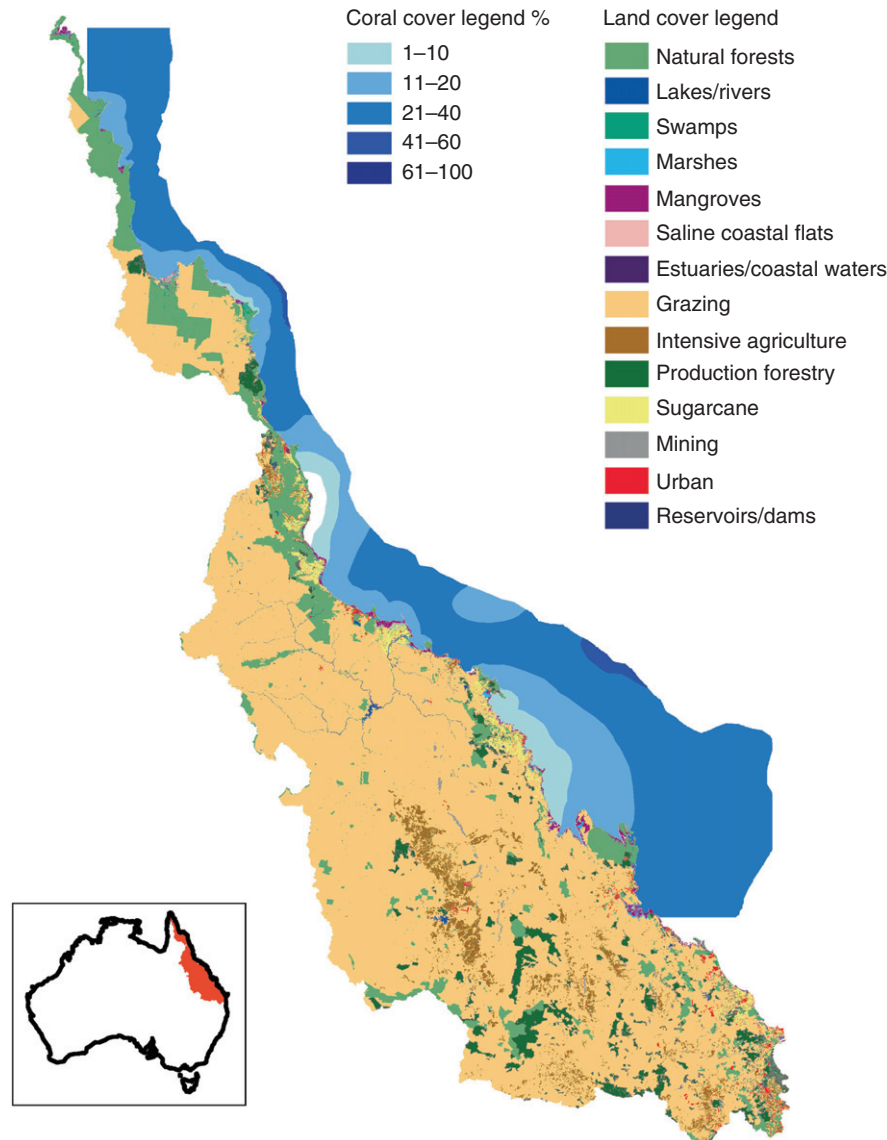 Coral cover legend %
1–10
11–20
21–40
41–60
61–100
Land cover legend
Natural forests
Lakes/rivers
Swamps
Marshes
Mangroves
Saline coastal flats
Estuaries/coastal waters
Grazing
Intensive agriculture
Production forestry
Sugarcane
Mining
Urban
Reservoirs/dams